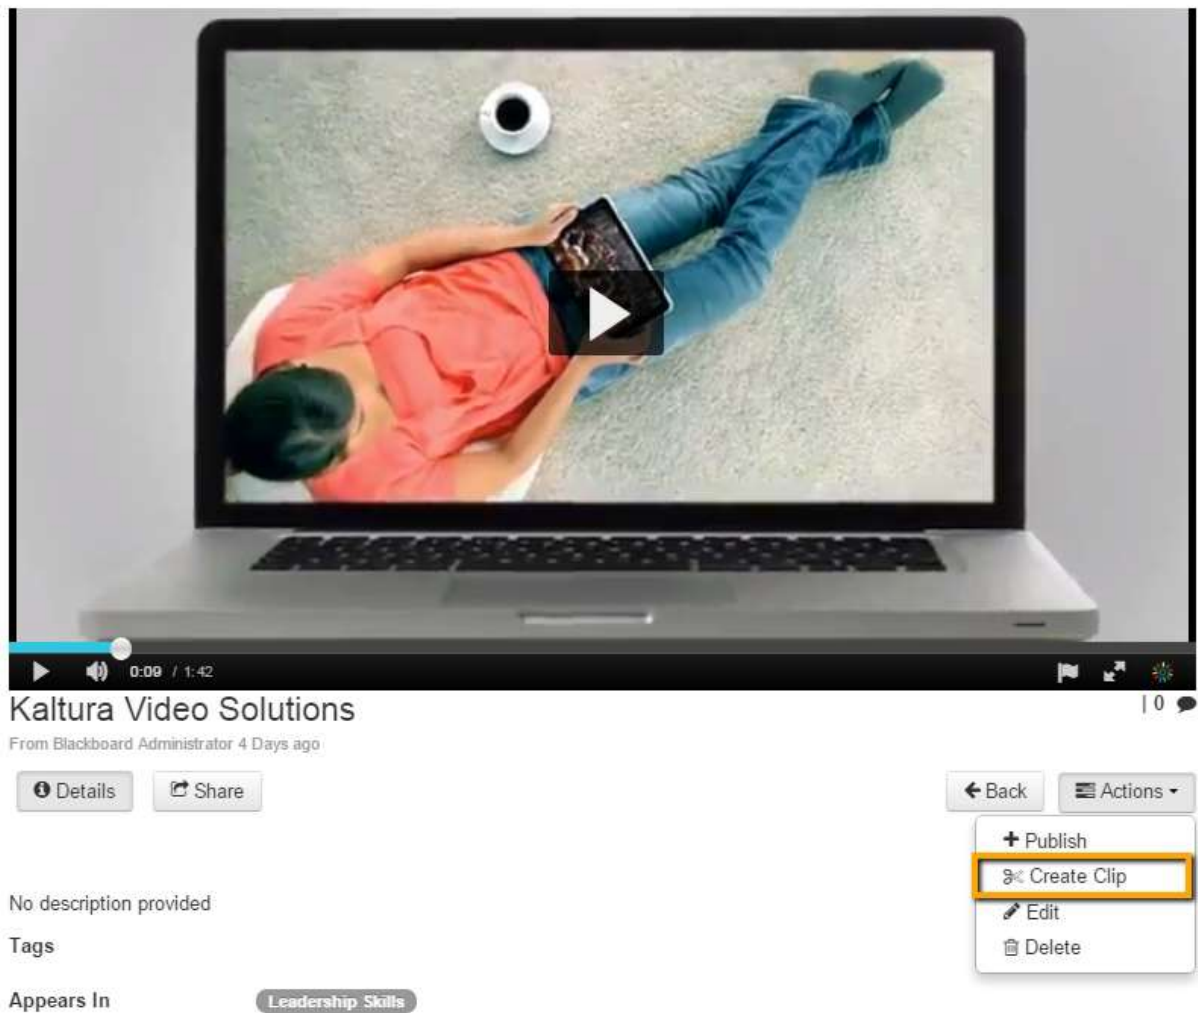 0:09 / 1:42
Kaltura Video Solutions
| 0
From Blackboard Administrator 4 Days ago
Details
Share
Back
Actions
Publish
Create Clip
Edit
Delete
No description provided
Tags
Appears In
Leadership Skills